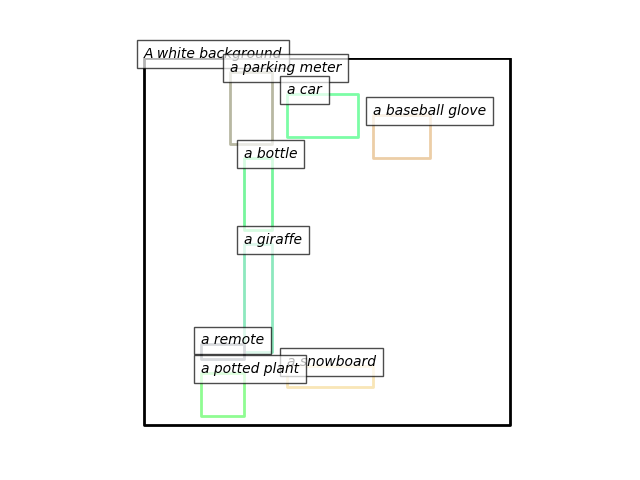 A white background
a parking meter
a car
a baseball glove
a bottle
a giraffe
a remote
a snowboard
a potted plant